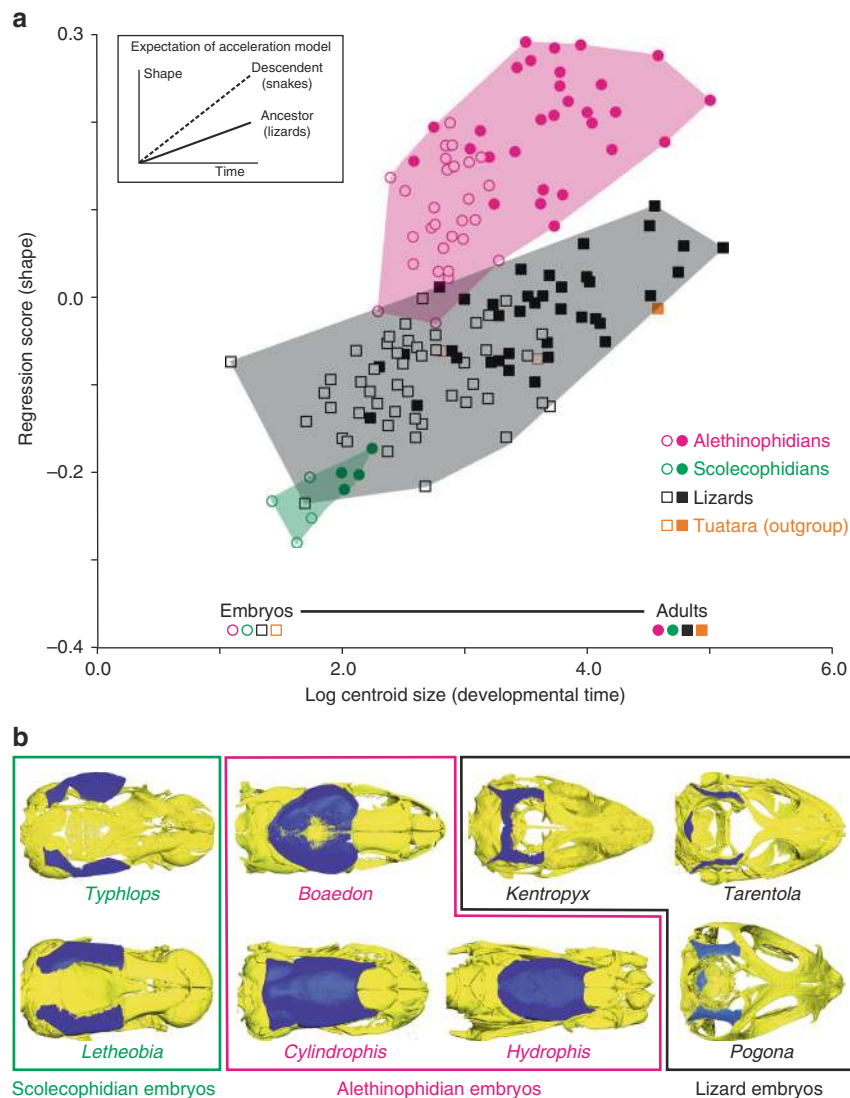 a
Expectation of acceleration model
Shape
Descendent
(snakes)
Ancestor
(lizards)
Time
0.3
0.0
−0.2
−0.4
Regression score (shape)
Alethinophidians
Scolecophidians
Lizards
Tuatara (outgroup)
Embryos
Adults
0.0
2.0
4.0
6.0
Log centroid size (developmental time)
b
Typhlops
Boaedon
Kentropyx
Tarentola
Letheobia
Cylindrophis
Hydrophis
Pogona
Scolecophidian embryos
Alethinophidian embryos
Lizard embryos